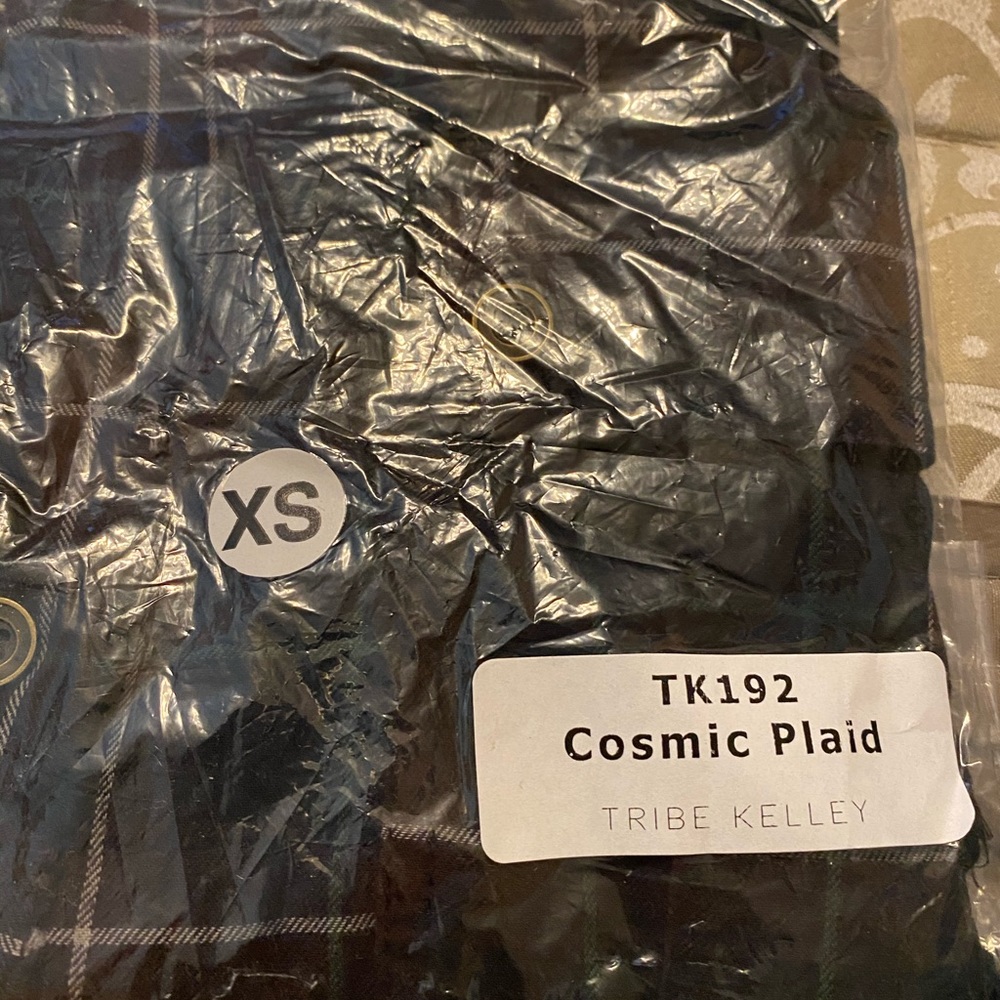 XS
TK192
Cosmic Plaid
TRIBE KELLEY